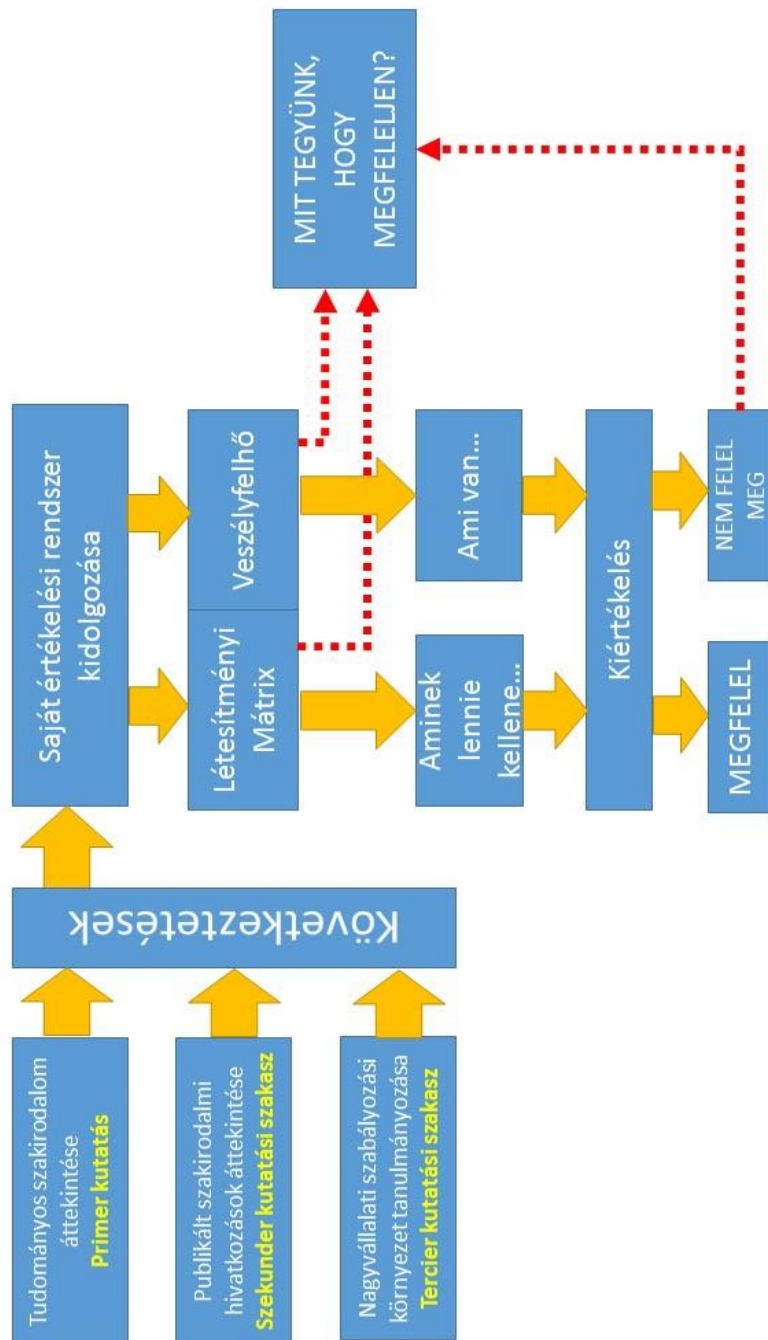 Tudományos szakirodalom
áttekintése
Primer kutatás
Publikált szakirodalmi
hivatkozások áttekintése
Szekunder kutatási szakasz
Nagyvállalati szabályozási
környezet tanulmányozása
Tercier kutatási szakasz
Következtetések
Saját értékelési rendszer
kidolgozása
Létesítményi
Mátrix
Veszélyfelhő
Aminek
lennie
kellene...
Ami van...
Kiértékelés
MEGFELEL
NEM FELEL
MEG
MIT TEGYÜNK,
HOGY
MEGFELELJEN?